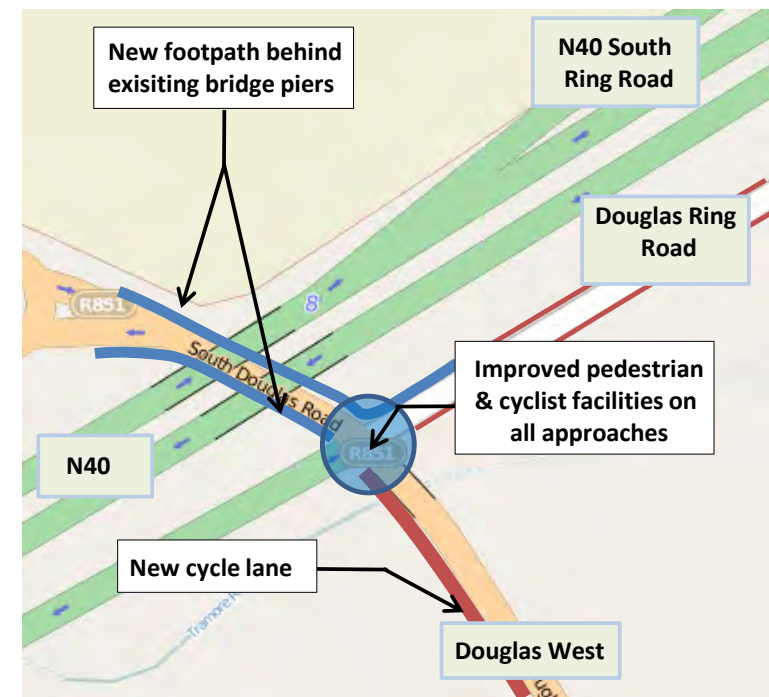 New footpath behind
exisiting bridge piers
N40 South
Ring Road
Douglas Ring
Road
R851
8
South Douglas Road
Improved pedestrian
& cyclist facilities on
all approaches
R851
N40
New cycle lane
Tramore
Douglas West